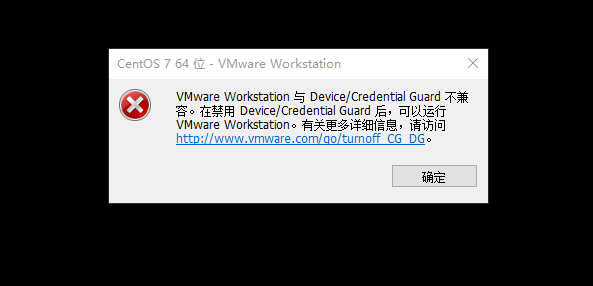 CentOS 7 64 位 - VMware Workstation
VMware Workstation 与 Device/Credential Guard 不兼
容。在禁用 Device/Credential Guard 后，可以运行
VMware Workstation。有关更多详细信息，请访问
http://www.vmware.com/go/turnoff_CG_DG。
确定